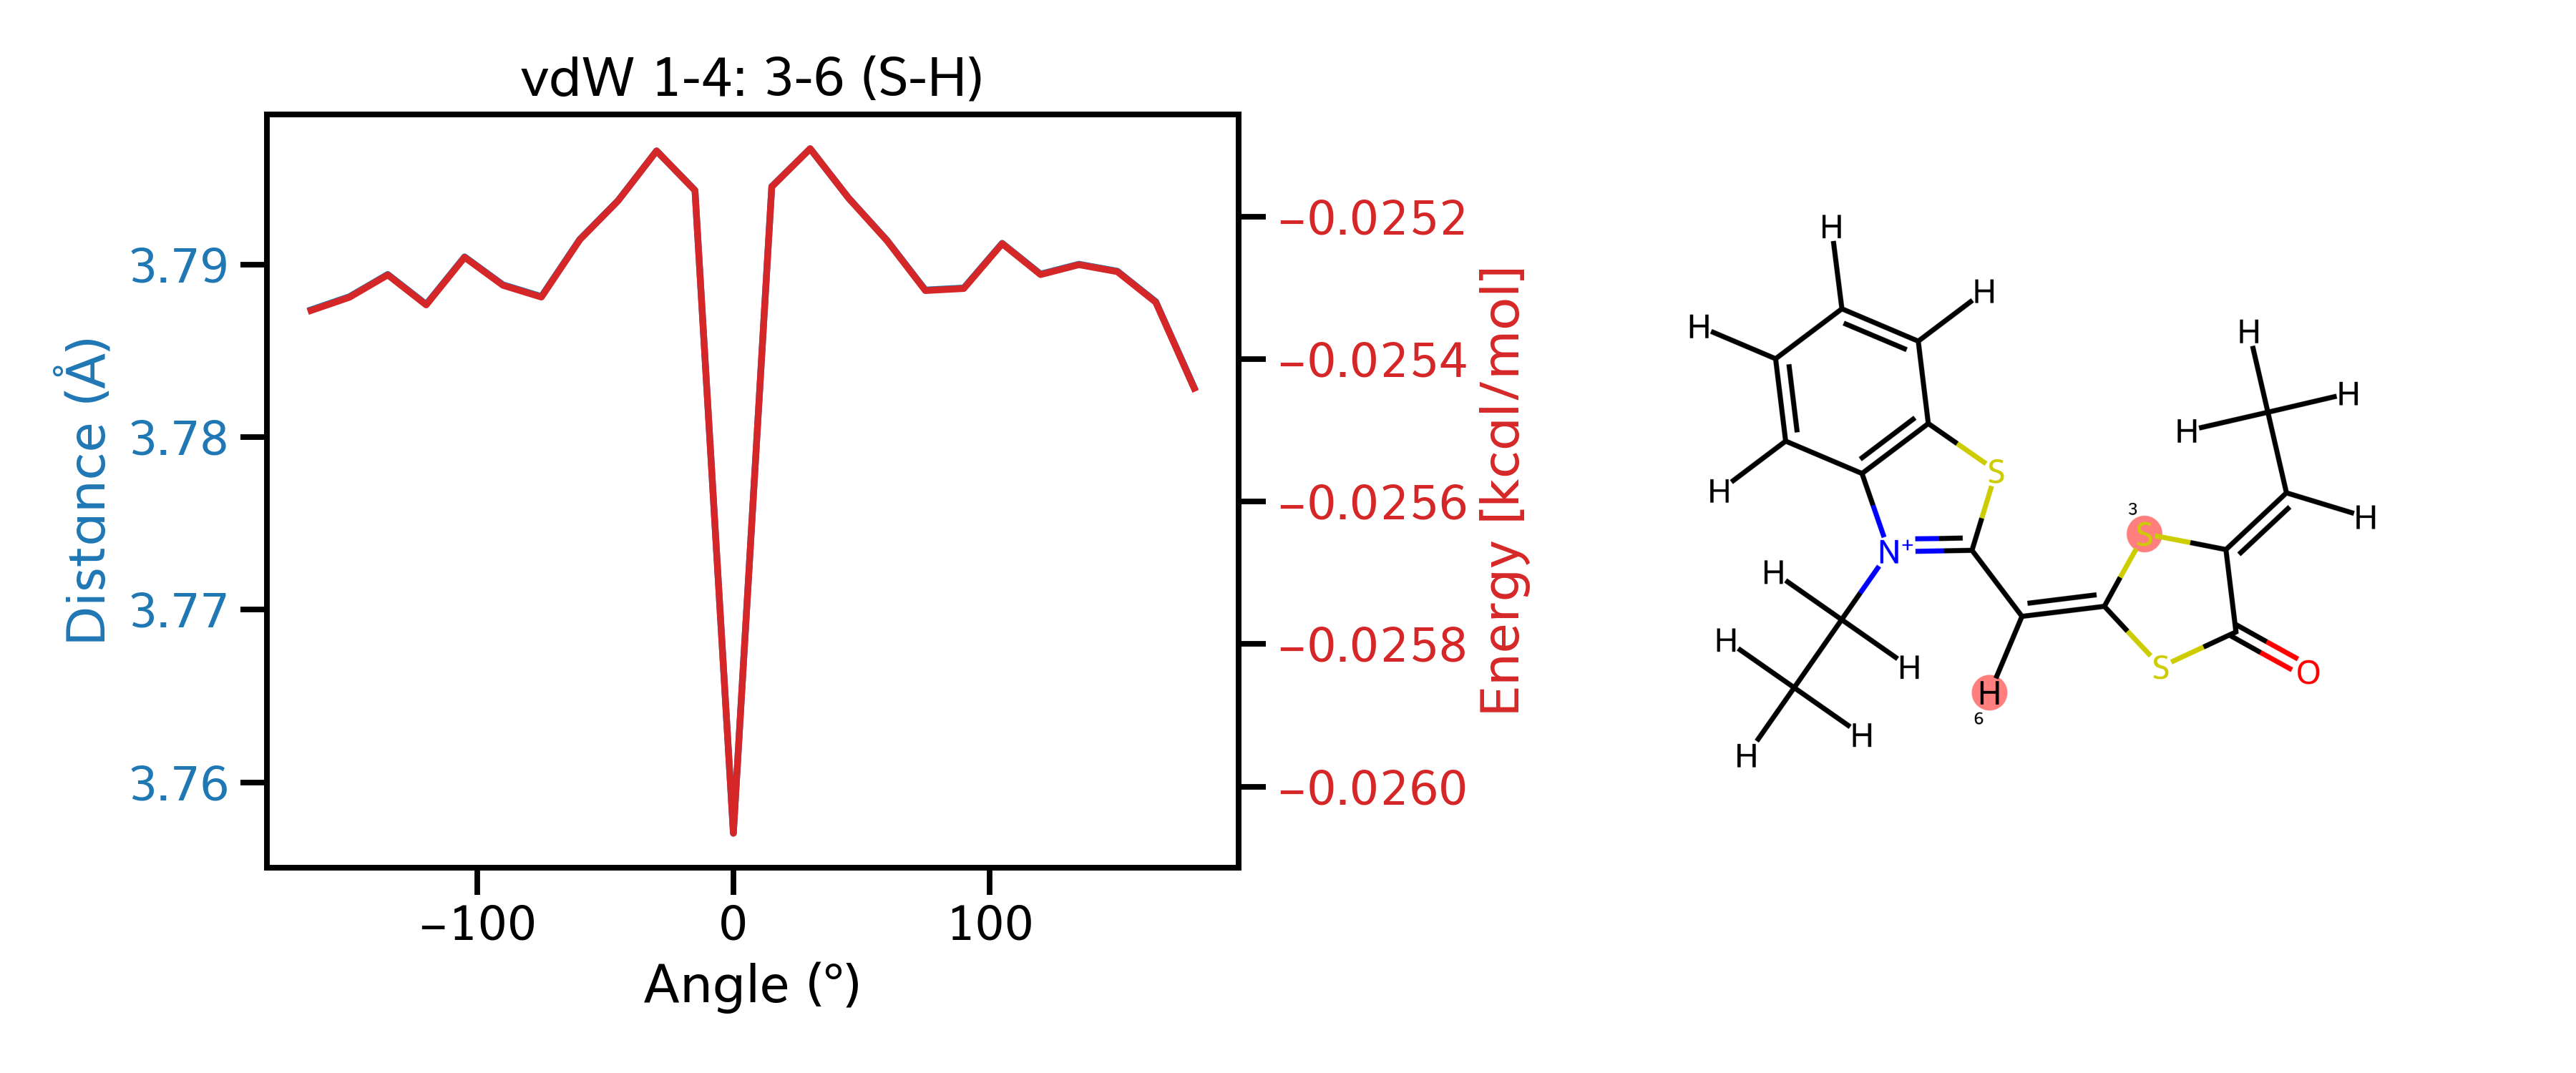 vdW 1-4: 3-6 (S-H)
Distance (Å)
3.79
3.78
3.77
3.76
−0.0252
−0.0254
−0.0256
−0.0258
−0.0260
Energy [kcal/mol]
−100
0
100
Angle (°)
H
H
H
H
S
N+
H
H
H
H
H
H
6
3
S
S
O
H
H
H
H